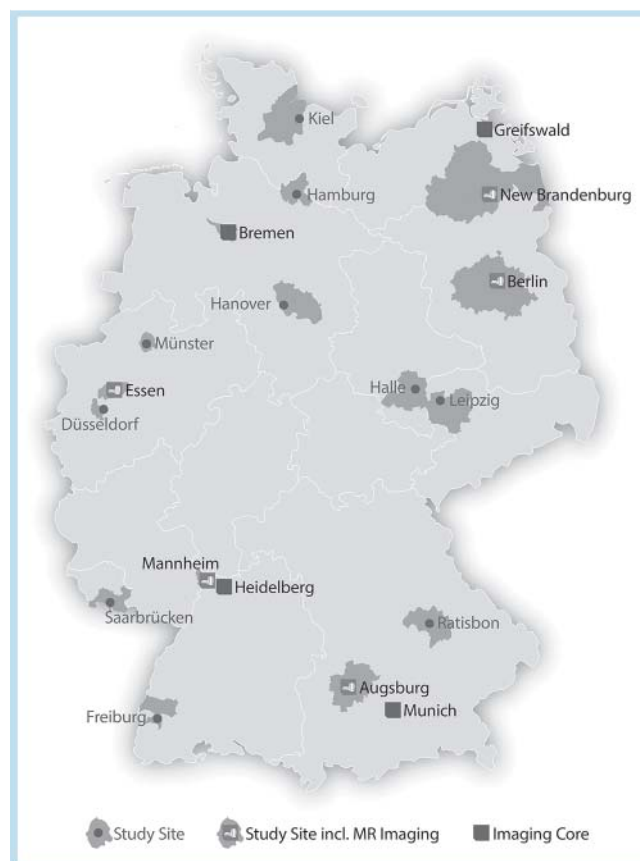 Kiel
Greifswald
Hamburg
New Brandenburg
Bremen
Berlin
Hanover
Münster
Essen
Halle
Leipzig
Düsseldorf
Mannheim
Heidelberg
Saarbrücken
Ratisbon
Augsburg
Munich
Freiburg
Study Site
Study Site incl. MR Imaging
Imaging Core